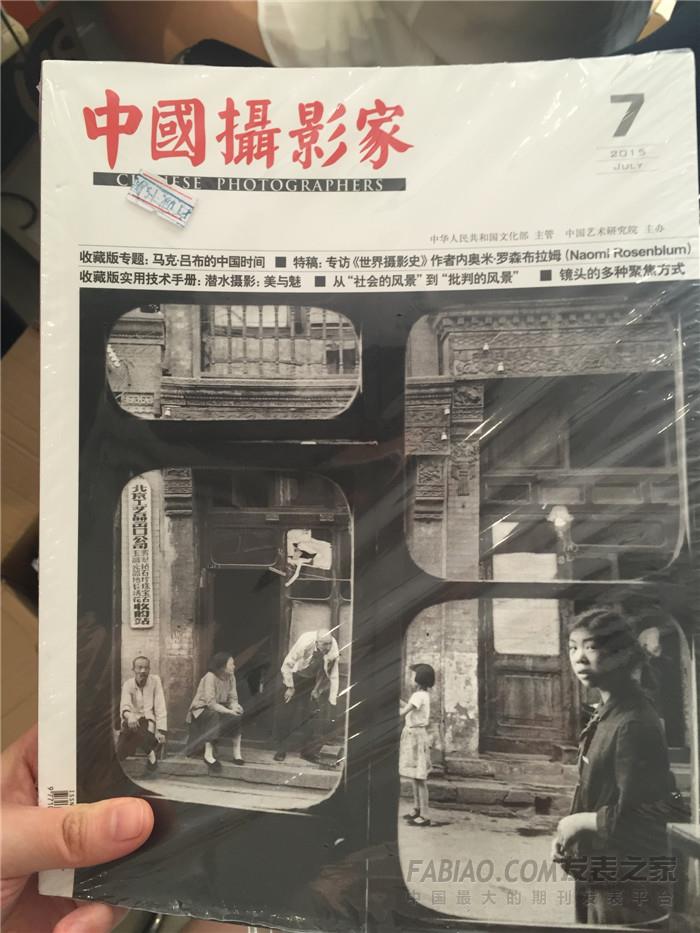 中國攝影家
CHINESE PHOTOGRAPHERS
7
2015
JULY
中华人民共和国文化部 主管 中国艺术研究院 主办
收藏版专题：马克·吕布的中国时间 ■ 特稿：专访《世界摄影史》作者内奥米·罗森布拉姆（Naomi Rosenblum）
收藏版实用技术手册：潜水摄影：美与魅 ■ 从“社会的风景”到“批判的风景” ■ 镜头的多种聚焦方式
收购站
FABIAO.COM发表之家
中国最大的期刊发表平台